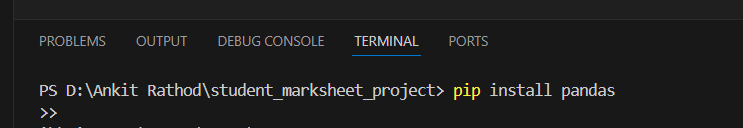 PROBLEMS OUTPUT DEBUG CONSOLE TERMINAL PORTS
PS D:\Ankit Rathod\student_marksheet_project> pip install pandas
>>